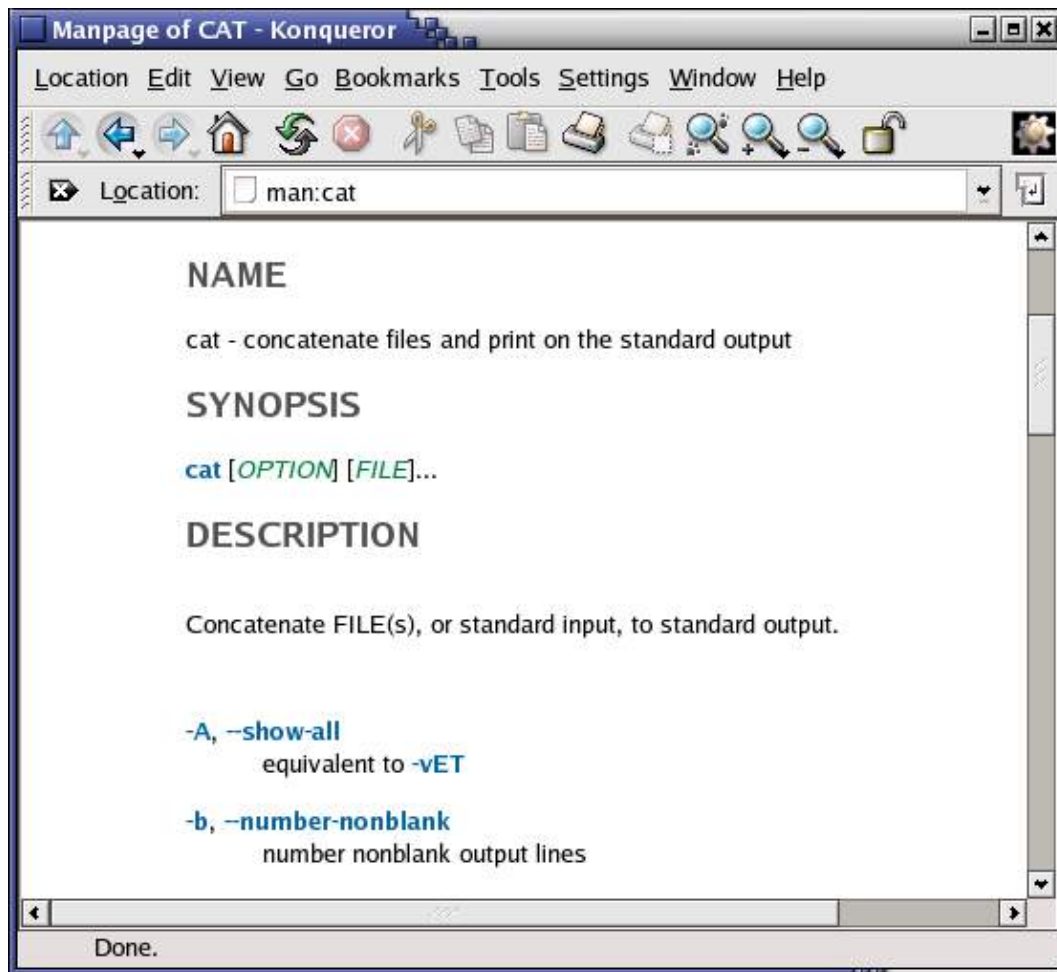 Manpage of CAT - Konqueror
Location Edit View Go Bookmarks Tools Settings Window Help
Location: man:cat
NAME
cat - concatenate files and print on the standard output
SYNOPSIS
cat [OPTION] [FILE]...
DESCRIPTION
Concatenate FILE(s), or standard input, to standard output.
-A, --show-all
equivalent to -vET
-b, --number-nonblank
number nonblank output lines
Done.